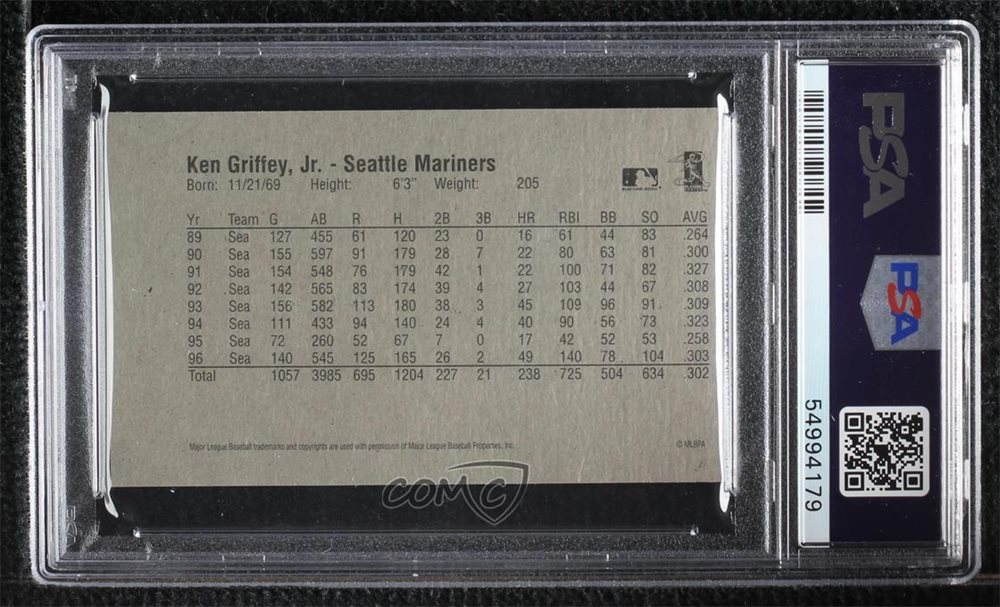 Ken Griffey, Jr. - Seattle Mariners
Born: 11/21/69 Height: 6'3" Weight: 205
Yr Team G AB R H 2B 3B HR RBI BB SO AVG
89 Sea 127 455 61 120 23 0 16 61 44 83 .264
90 Sea 155 597 91 179 28 7 22 80 63 81 .300
91 Sea 154 548 76 179 42 1 22 100 71 82 .327
92 Sea 142 565 83 174 39 4 27 103 44 67 .308
93 Sea 156 582 113 180 38 3 45 109 96 91 .309
94 Sea 111 433 94 140 24 4 40 90 56 73 .323
95 Sea 72 260 52 67 7 0 17 42 52 53 .258
96 Sea 140 545 125 165 26 2 49 140 78 104 .303
Total 1057 3985 695 1204 227 21 238 725 504 634 .302
Major League Baseball trademarks and copyrights are used with permission of Major League Baseball Properties, Inc.
© MLBPA
COMC
PSA
PSA
54994179